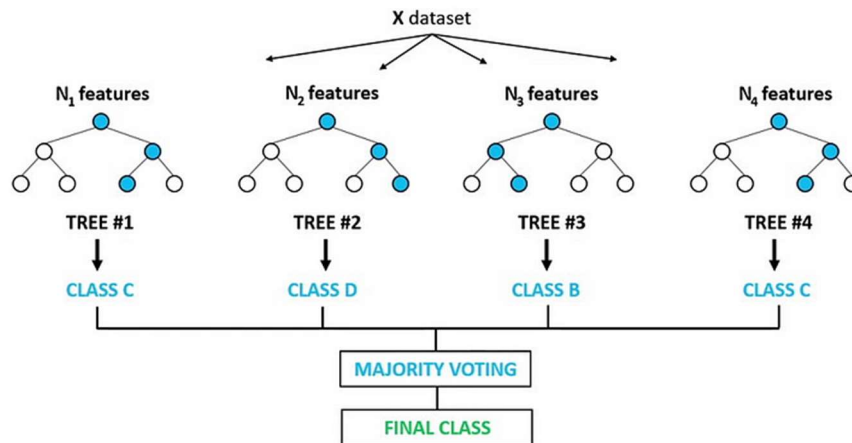 X dataset
N₁ features
N₂ features
N₃ features
N₄ features
TREE #1
TREE #2
TREE #3
TREE #4
CLASS C
CLASS D
CLASS B
CLASS C
MAJORITY VOTING
FINAL CLASS